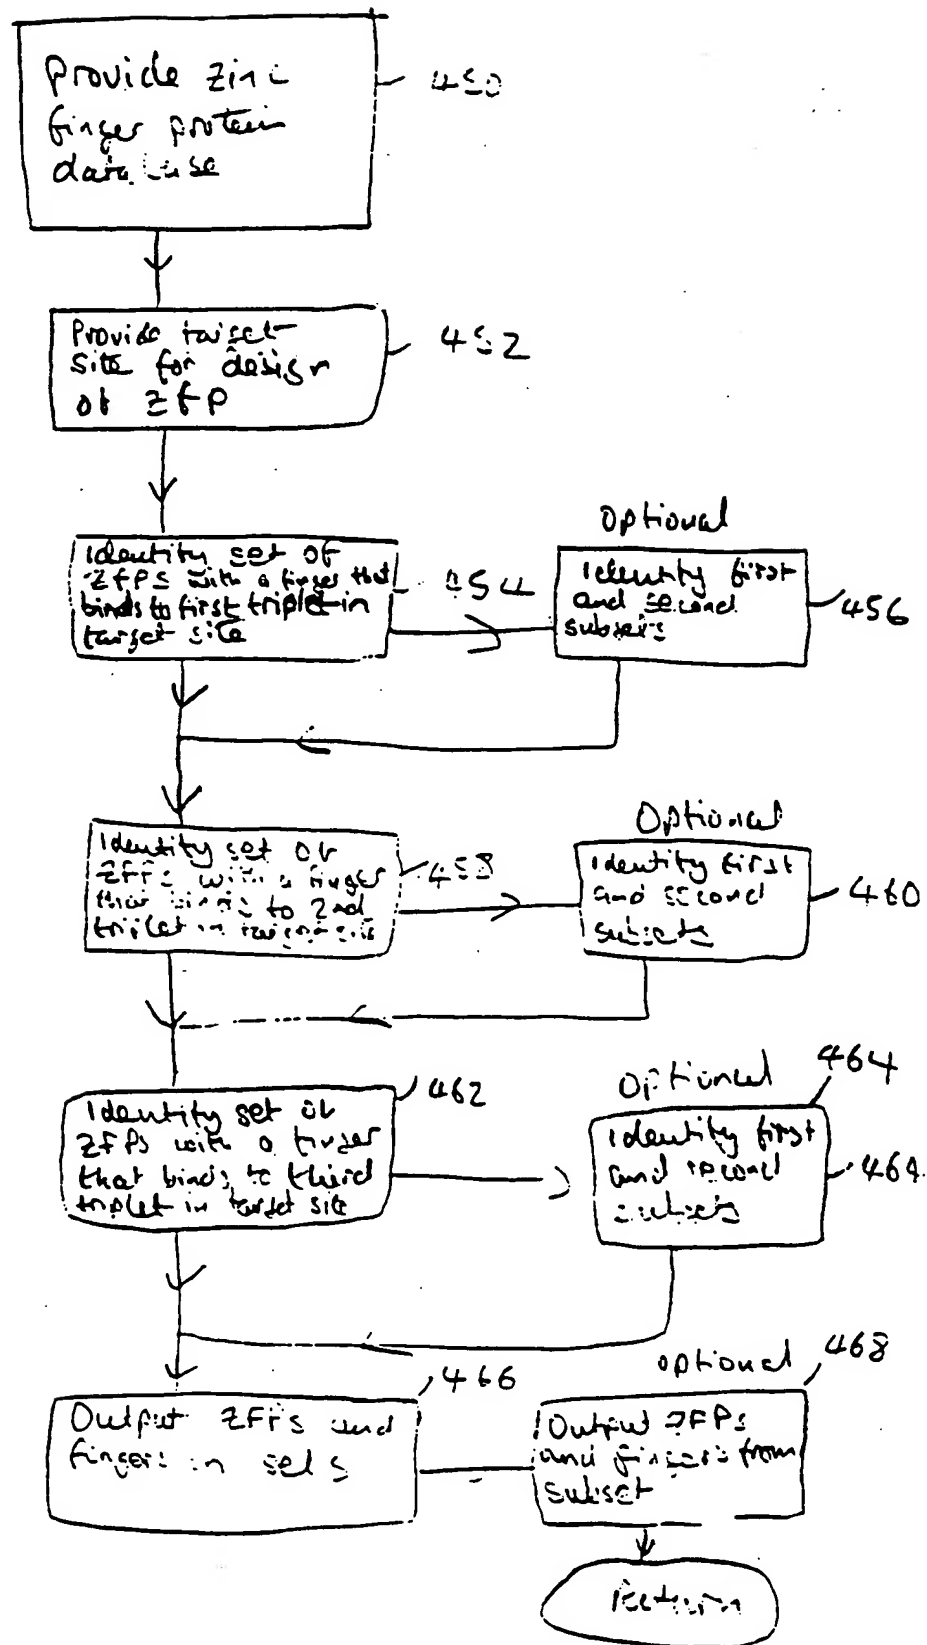 Provide zinc
finger protein
database
450
Provide target
site for design
of ZFP
452
Identify set of
ZFPs with a finger that
binds to first triplet in
target site
454
Optional
Identify first
and second
subsets
456
Identify set of
ZFPs with a finger
that binds to 2nd
triplet in target site
458
Optional
Identify first
and second
subsets
460
Identify set of
ZFPs with a finger
that binds to third
triplet in target site
462
Optional
464
Identify first
and second
subsets
464
Output ZFPs and
fingers in sets
466
optional
468
Output ZFPs
and fingers from
subset
Return